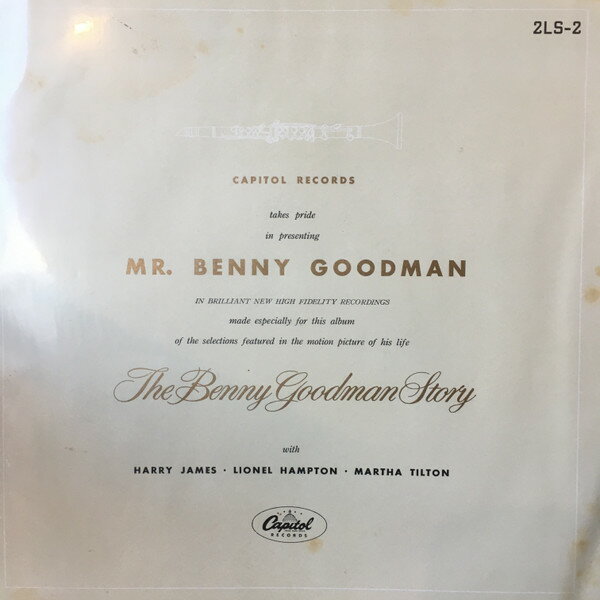 2LS-2
CAPITOL RECORDS
takes pride
in presenting
MR. BENNY GOODMAN
IN BRILLIANT NEW HIGH FIDELITY RECORDINGS
made especially for this album
of the selections featured in the motion picture of his life
The Benny Goodman Story
with
HARRY JAMES · LIONEL HAMPTON · MARTHA TILTON
Capitol
RECORDS